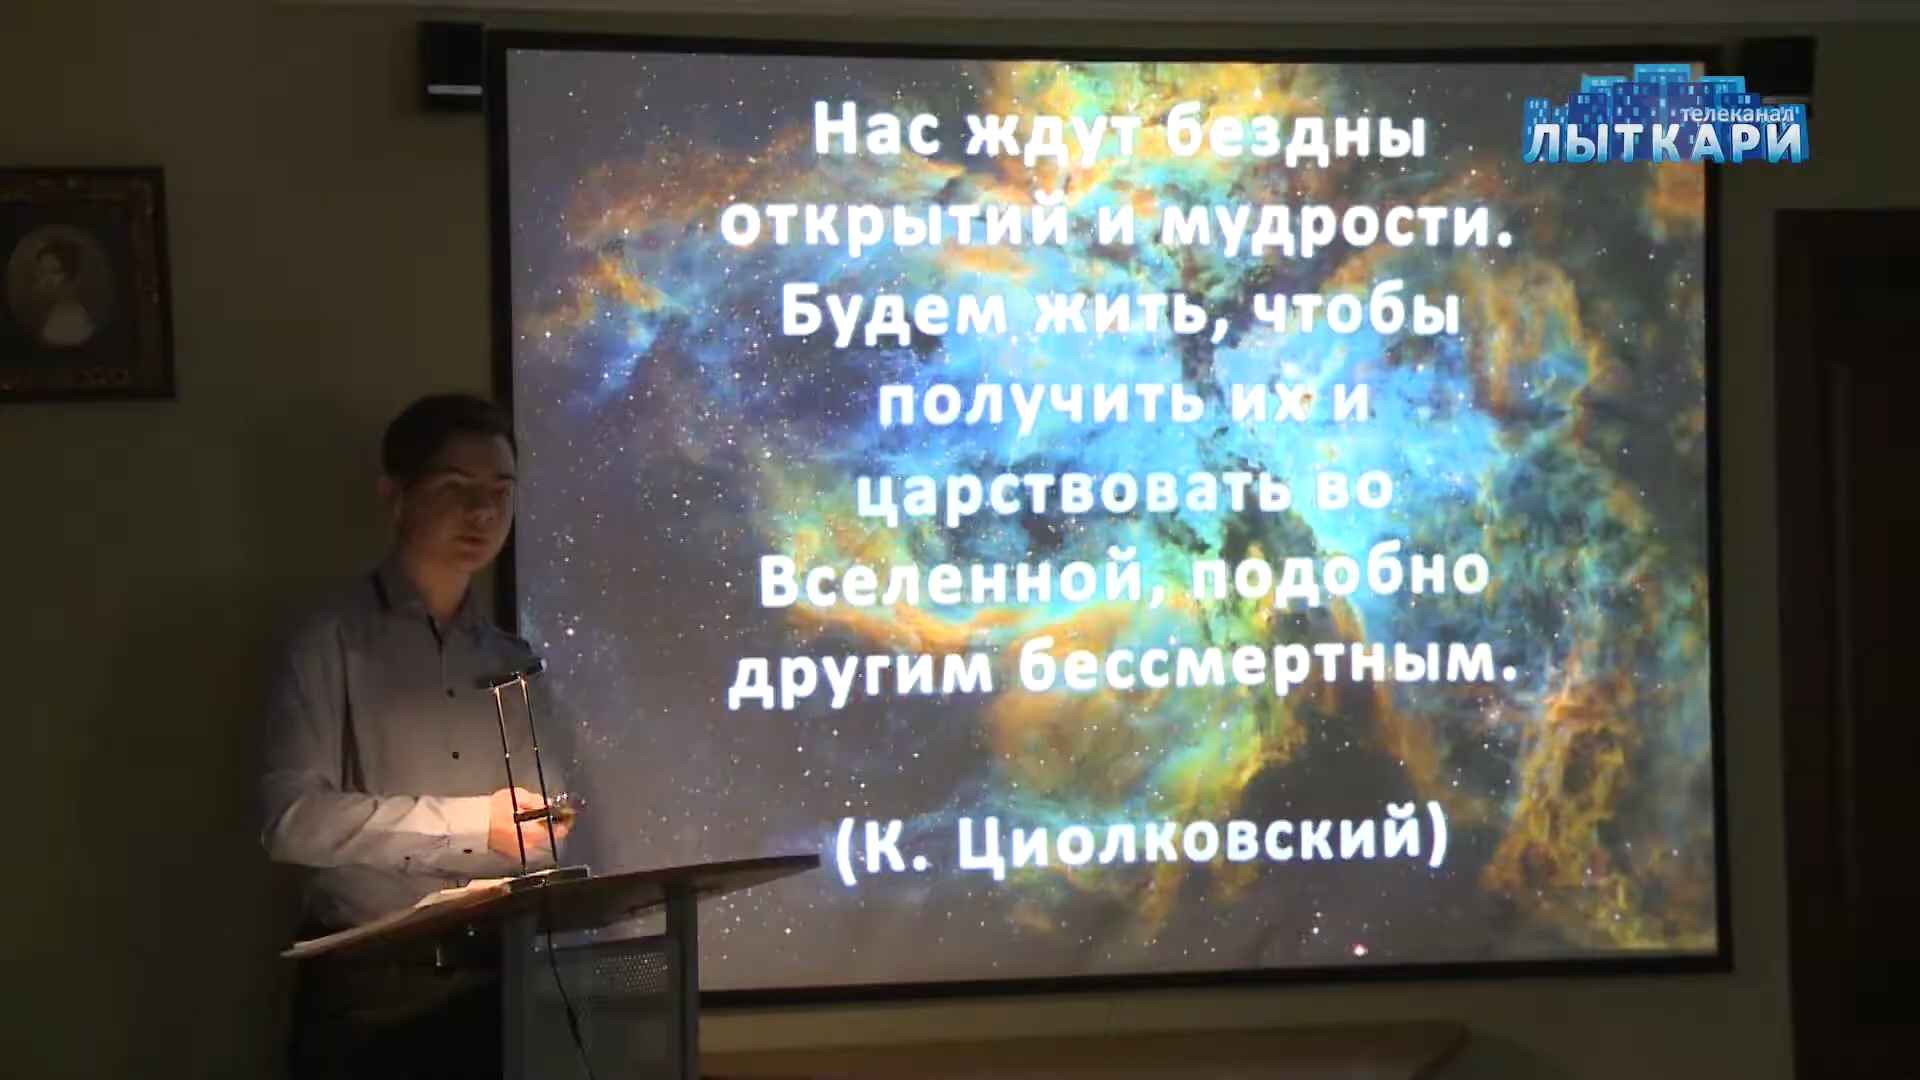 Нас ждут бездны
открытий и мудрости.
Будем жить, чтобы
получить их и
царствовать во
Вселенной, подобно
другим бессмертным.
(К. Циолковский)
телеканал
ЛЫТКАРИ